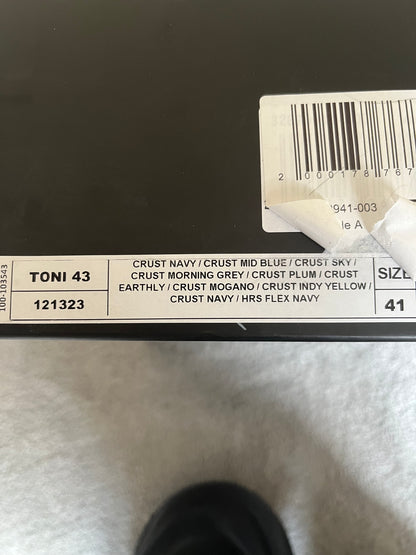 2 000178 767
941-003
le A
100-103543
TONI 43
121323
CRUST NAVY / CRUST MID BLUE / CRUST SKY /
CRUST MORNING GREY / CRUST PLUM / CRUST
EARTHLY / CRUST MOGANO / CRUST INDY YELLOW /
CRUST NAVY / HRS FLEX NAVY
SIZE
41